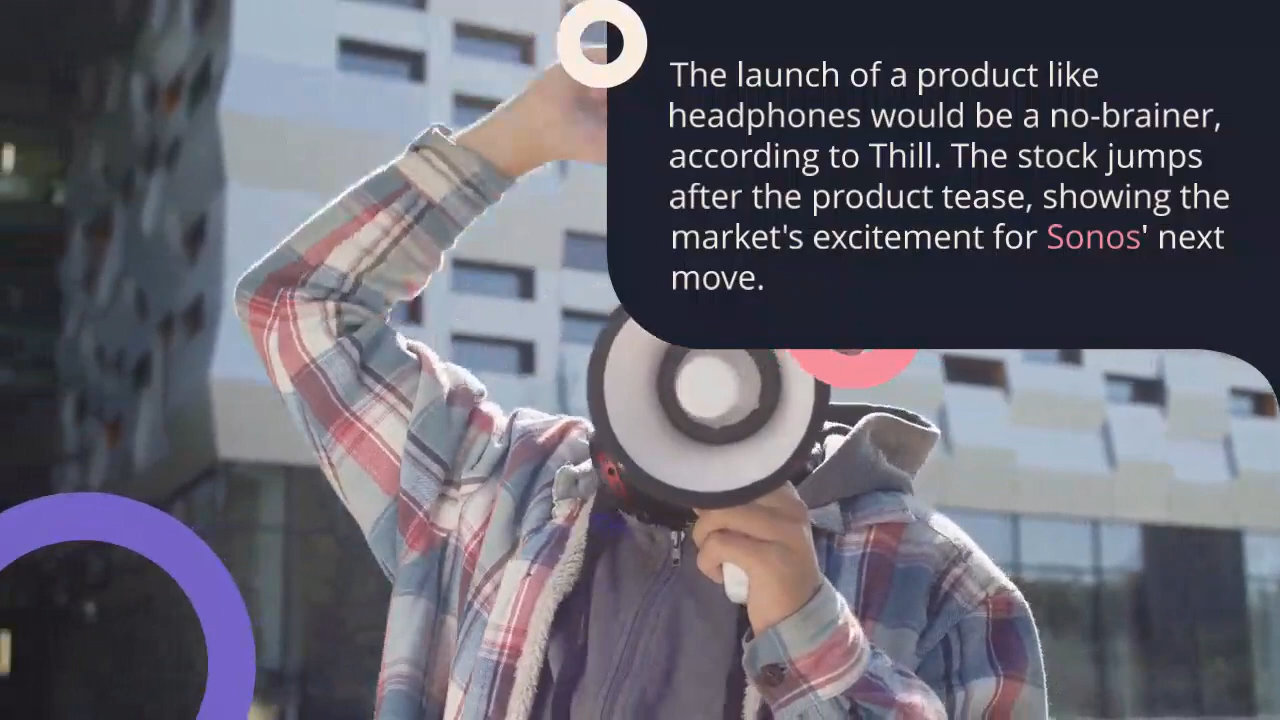 The launch of a product like
headphones would be a no-brainer,
according to Thill. The stock jumps
after the product tease, showing the
market's excitement for Sonos' next
move.